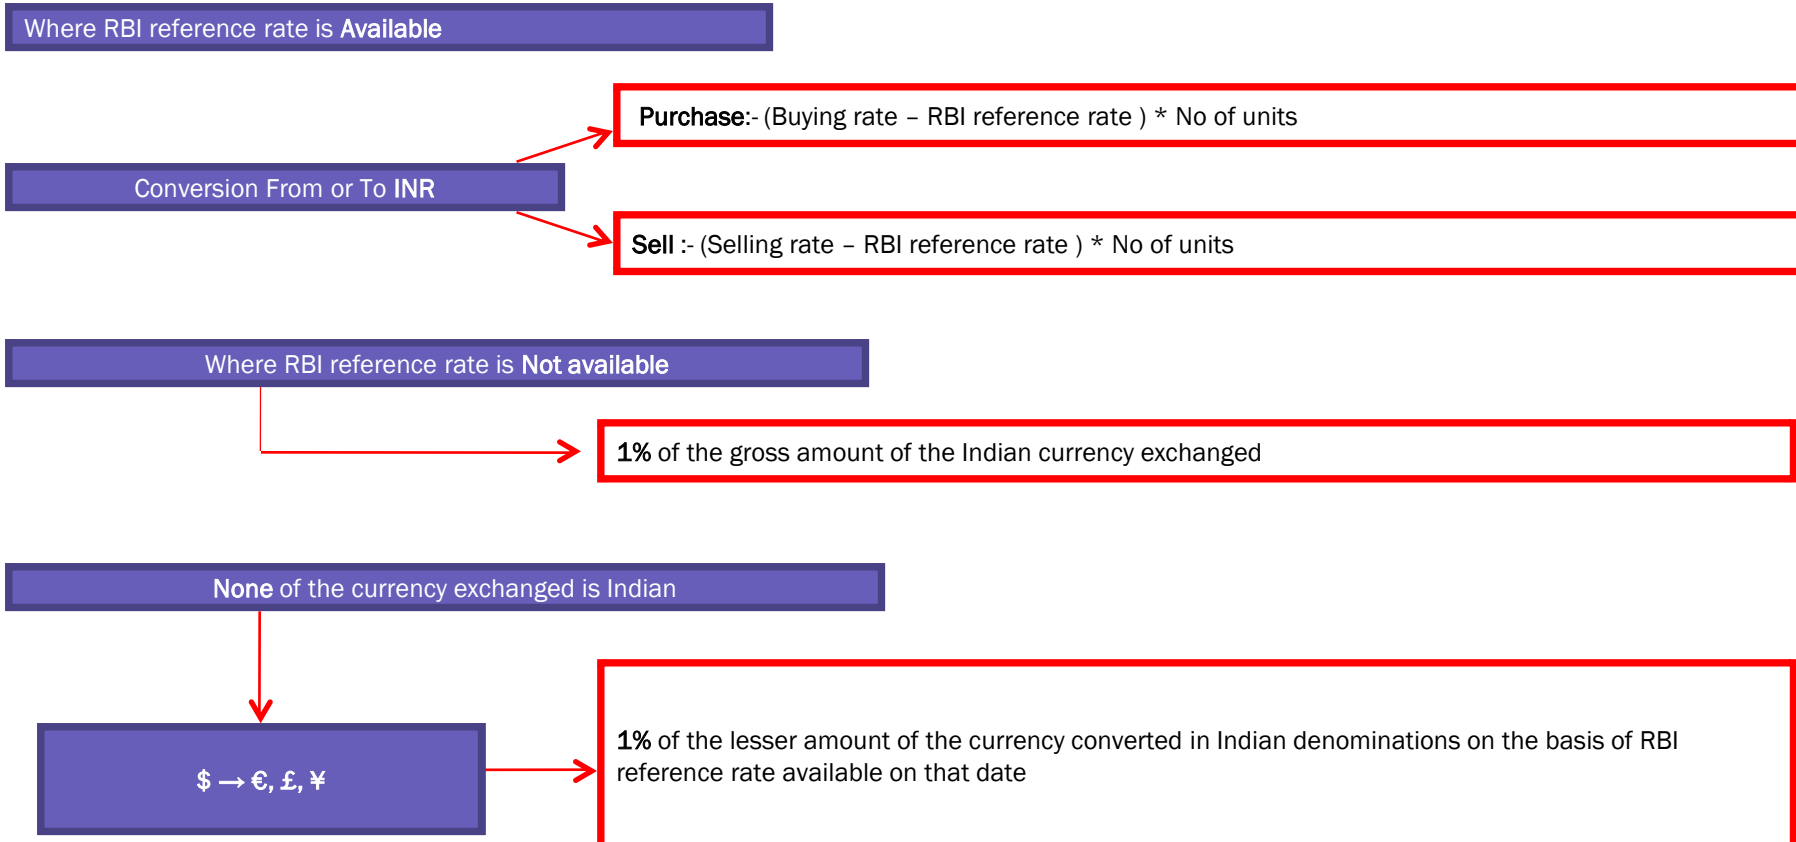 Where RBI reference rate is Available
Purchase:- (Buying rate – RBI reference rate ) * No of units
Conversion From or To INR
Sell :- (Selling rate – RBI reference rate ) * No of units
Where RBI reference rate is Not available
1% of the gross amount of the Indian currency exchanged
None of the currency exchanged is Indian
$ → €, £, ¥
1% of the lesser amount of the currency converted in Indian denominations on the basis of RBI
reference rate available on that date